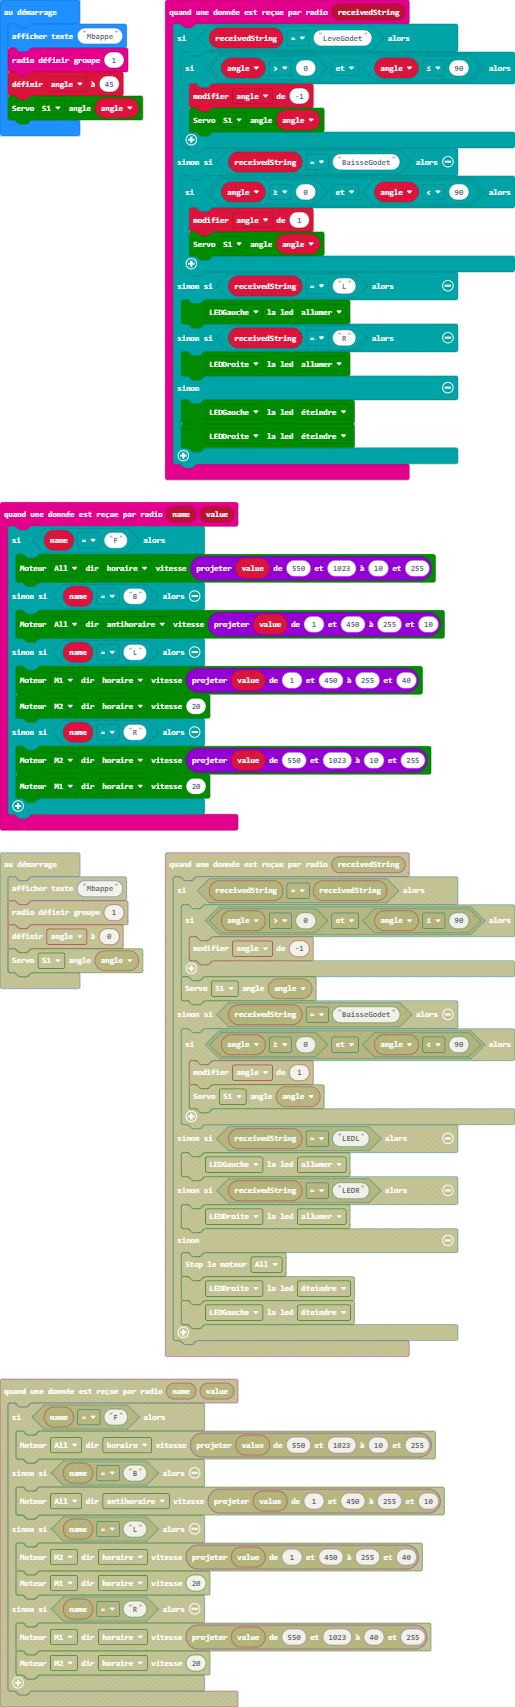 au démarrage
afficher texte "Mbappe"
radio définir groupe 1
définir angle à 45
Servo S1 angle angle
quand une donnée est reçue par radio receivedString
si receivedString = "LeveGodet" alors
si angle > 0 et angle ≤ 90 alors
modifier angle de -1
Servo S1 angle angle
sinon si receivedString = "BaisseGodet" alors
si angle ≥ 0 et angle < 90 alors
modifier angle de 1
Servo S1 angle angle
sinon si receivedString = "L" alors
LEDGauche la led allumer
sinon si receivedString = "R" alors
LEDDroite la led allumer
sinon
LEDGauche la led éteindre
LEDDroite la led éteindre
quand une donnée est reçue par radio name value
si name = "F" alors
Moteur All dir horaire vitesse projeter value de 550 et 1023 à 10 et 255
sinon si name = "B" alors
Moteur All dir antihoraire vitesse projeter value de 1 et 450 à 255 et 10
sinon si name = "L" alors
Moteur M1 dir horaire vitesse projeter value de 1 et 450 à 255 et 40
Moteur M2 dir horaire vitesse 20
sinon si name = "R" alors
Moteur M2 dir horaire vitesse projeter value de 550 et 1023 à 10 et 255
Moteur M1 dir horaire vitesse 20
au démarrage
afficher texte "Mbappe"
radio définir groupe 1
définir angle à 0
Servo S1 angle angle
quand une donnée est reçue par radio receivedString
si receivedString = receivedString alors
si angle > 0 et angle ≤ 90 alors
modifier angle de -1
Servo S1 angle angle
sinon si receivedString = "BaisseGodet" alors
si angle ≥ 0 et angle < 90 alors
modifier angle de 1
Servo S1 angle angle
sinon si receivedString = "LEDL" alors
LEDGauche la led allumer
sinon si receivedString = "LEDR" alors
LEDDroite la led allumer
sinon
Stop le moteur All
LEDDroite la led éteindre
LEDGauche la led éteindre
quand une donnée est reçue par radio name value
si name = "F" alors
Moteur All dir horaire vitesse projeter value de 550 et 1023 à 10 et 255
sinon si name = "B" alors
Moteur All dir antihoraire vitesse projeter value de 1 et 450 à 255 et 10
sinon si name = "L" alors
Moteur M2 dir horaire vitesse projeter value de 1 et 450 à 255 et 40
Moteur M1 dir horaire vitesse 20
sinon si name = "R" alors
Moteur M1 dir horaire vitesse projeter value de 550 et 1023 à 40 et 255
Moteur M2 dir horaire vitesse 20